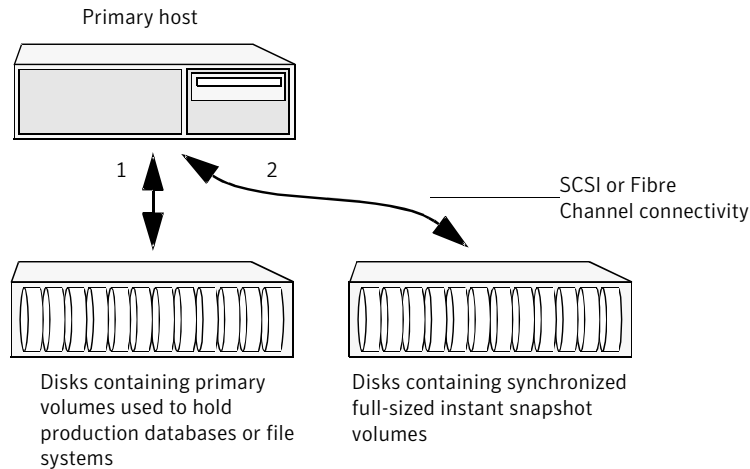 Primary host
1
2
SCSI or Fibre
Channel connectivity
Disks containing primary
volumes used to hold
production databases or file
systems
Disks containing synchronized
full-sized instant snapshot
volumes